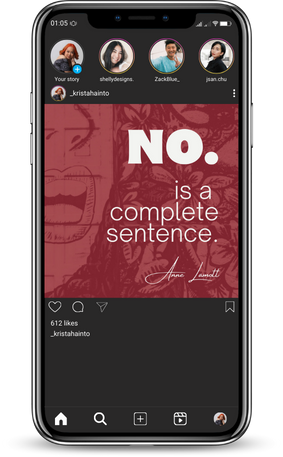 01:05
Your story
shellydesigns.
ZackBlue_
jsan.chu
_kristahainto
NO.
is a
complete
sentence.
Anne Lamott
612 likes
_kristahainto